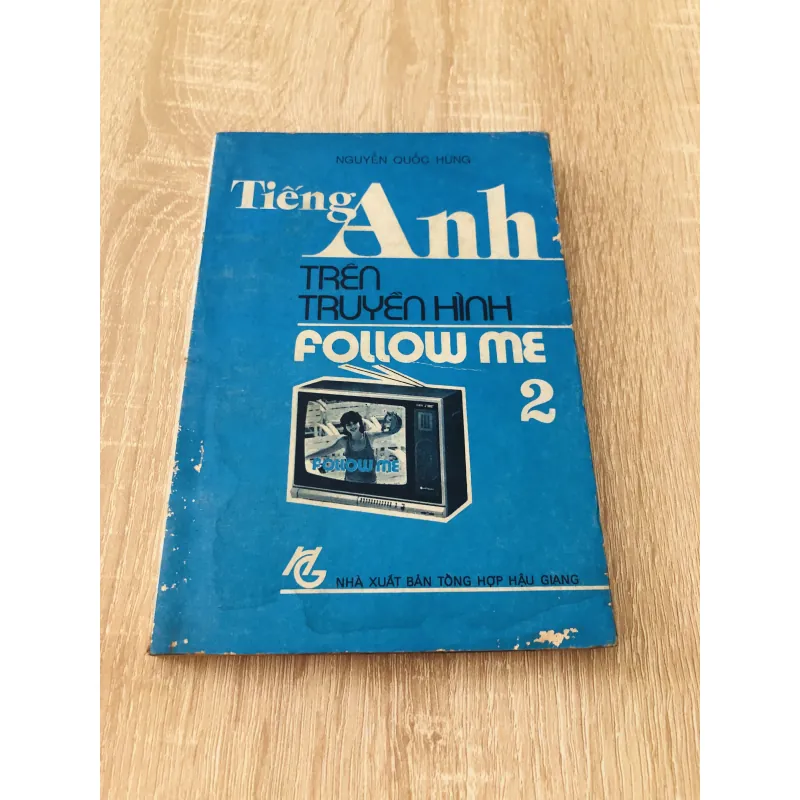 NGUYỄN QUỐC HÙNG
Tiếng Anh
TRÊN
TRUYỀN HÌNH
FOLLOW ME
2
FOLLOW ME
HG
NHÀ XUẤT BẢN TỔNG HỢP HẬU GIANG